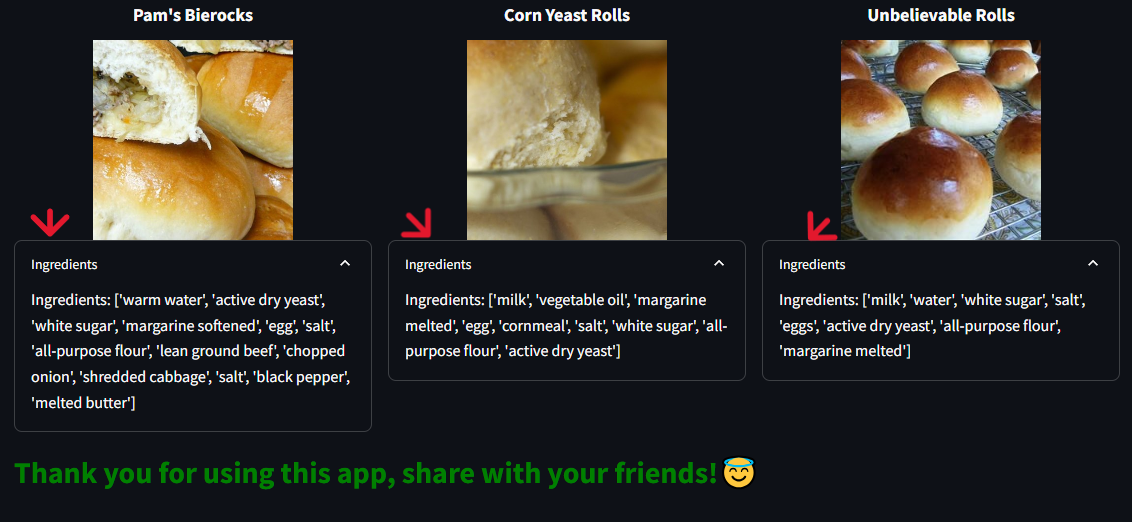 Pam's Bierocks
Corn Yeast Rolls
Unbelievable Rolls
Ingredients
Ingredients: ['warm water', 'active dry yeast',
'white sugar', 'margarine softened', 'egg', 'salt',
'all-purpose flour', 'lean ground beef', 'chopped
onion', 'shredded cabbage', 'salt', 'black pepper',
'melted butter']
Ingredients
Ingredients: ['milk', 'vegetable oil', 'margarine
melted', 'egg', 'cornmeal', 'salt', 'white sugar', 'all-
purpose flour', 'active dry yeast']
Ingredients
Ingredients: ['milk', 'water', 'white sugar', 'salt',
'eggs', 'active dry yeast', 'all-purpose flour',
'margarine melted']
Thank you for using this app, share with your friends! 😇